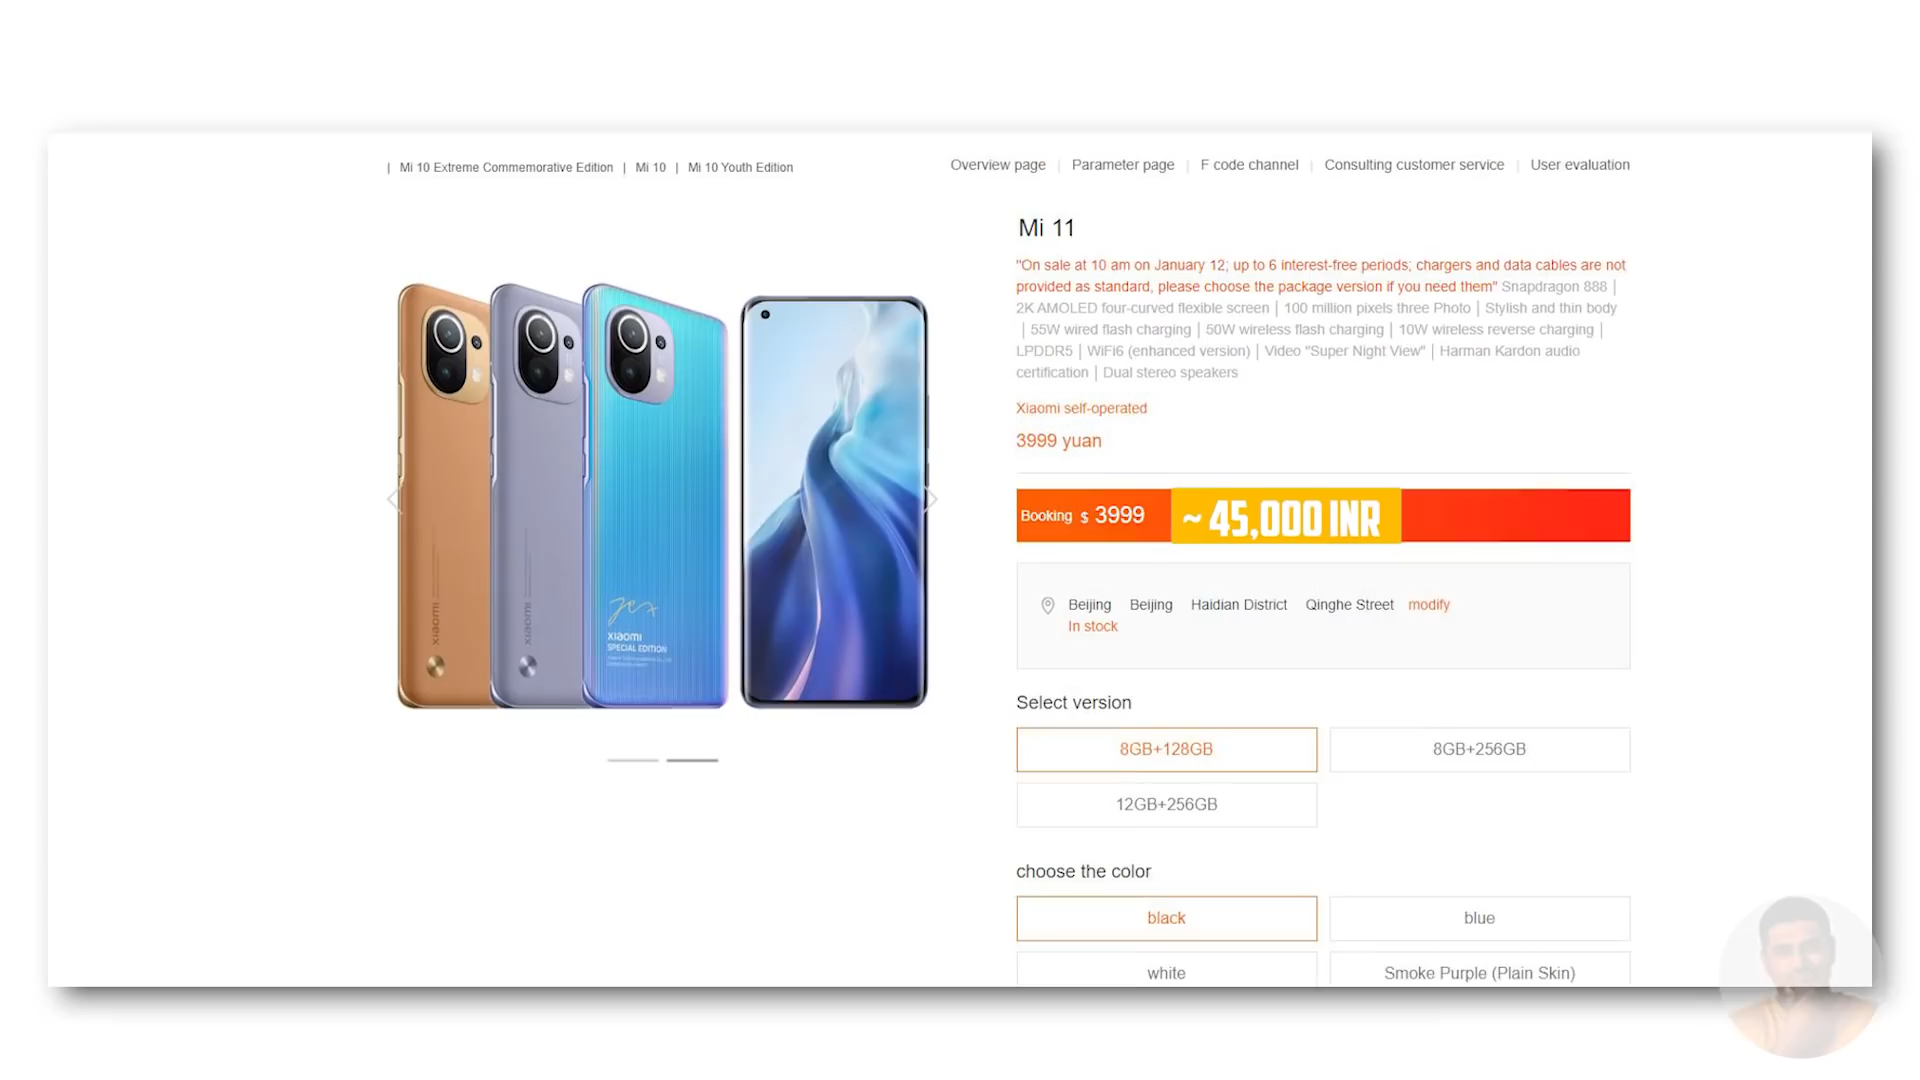 | Mi 10 Extreme Commemorative Edition | Mi 10 | Mi 10 Youth Edition
Overview page | Parameter page | F code channel | Consulting customer service | User evaluation
Mi 11
"On sale at 10 am on January 12; up to 6 interest-free periods; chargers and data cables are not
provided as standard, please choose the package version if you need them" Snapdragon 888 |
2K AMOLED four-curved flexible screen | 100 million pixels three Photo | Stylish and thin body
| 55W wired flash charging | 50W wireless flash charging | 10W wireless reverse charging |
LPDDR5 | WiFi6 (enhanced version) | Video "Super Night View" | Harman Kardon audio
certification | Dual stereo speakers
Xiaomi self-operated
3999 yuan
Booking $ 3999 ~ 45,000 INR
Beijing Beijing Haidian District Qinghe Street modify
In stock
Select version
8GB+128GB
8GB+256GB
12GB+256GB
choose the color
black
blue
white
Smoke Purple (Plain Skin)
xiaomi
xiaomi
XIAOMI
SPECIAL EDITION